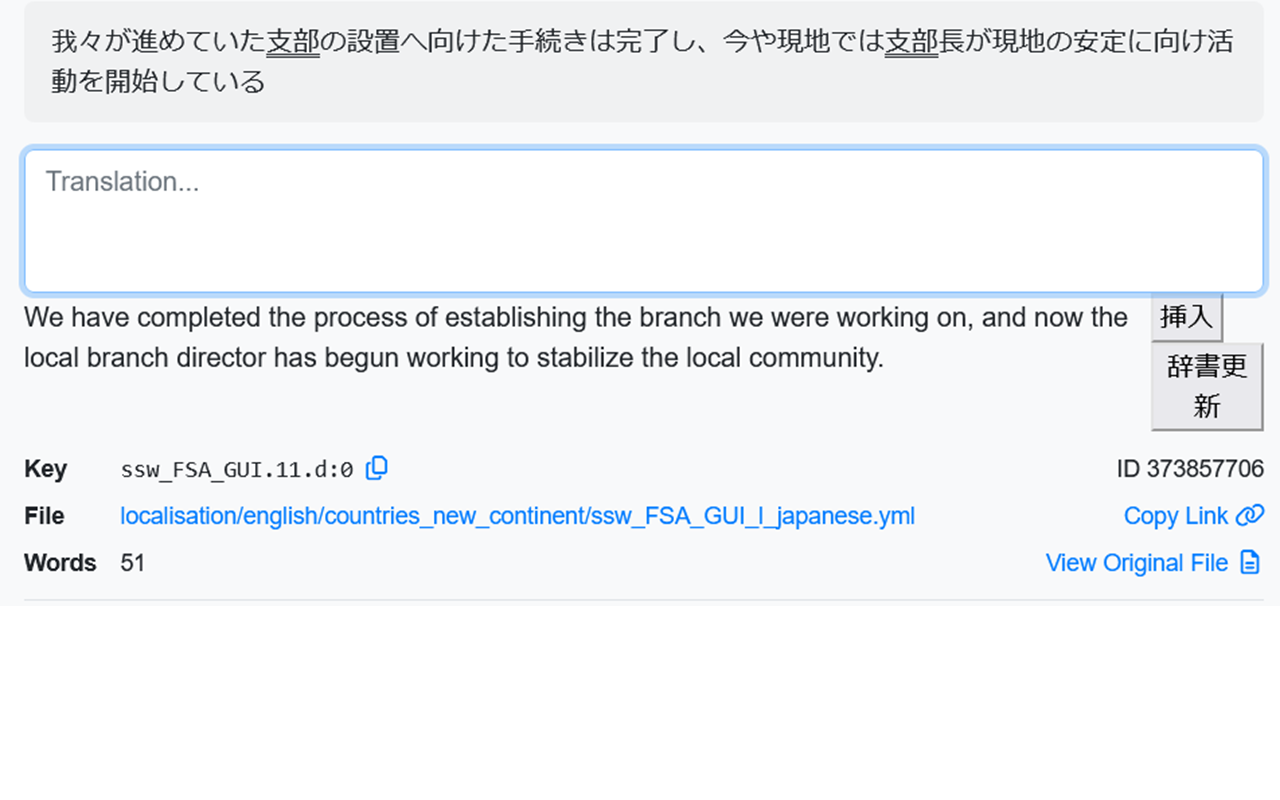 我々が進めていた支部の設置へ向けた手続きは完了し、今や現地では支部長が現地の安定に向け活
動を開始している
Translation...
We have completed the process of establishing the branch we were working on, and now the
local branch director has begun working to stabilize the local community.
挿入
辞書更
新
Key ssw_FSA_GUI.11.d:0 ID 373857706
File localisation/english/countries_new_continent/ssw_FSA_GUI_l_japanese.yml Copy Link
Words 51 View Original File